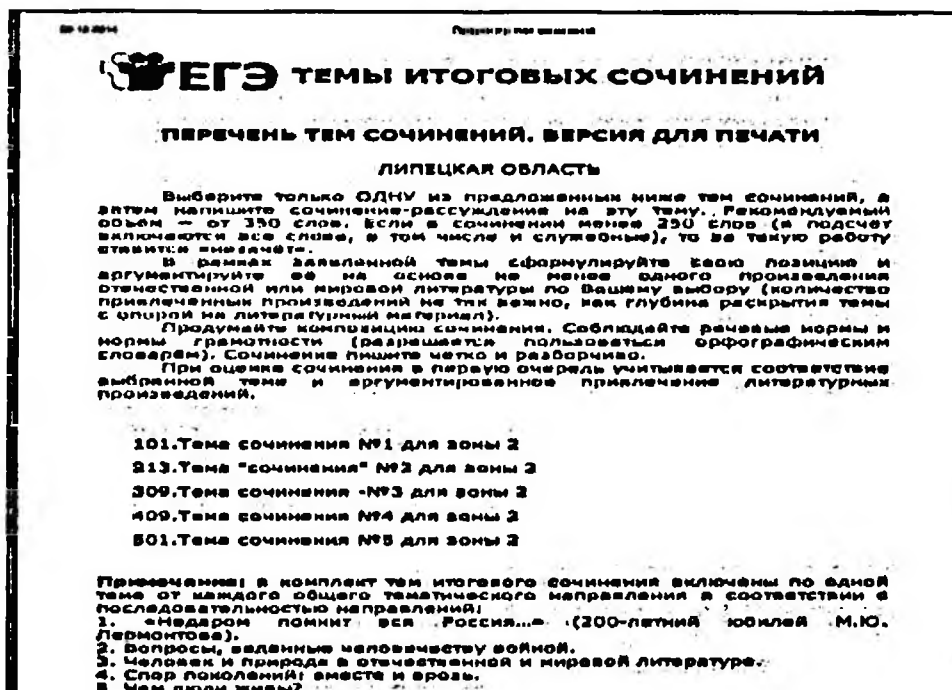 ЕГЭ ТЕМЫ ИТОГОВЫХ СОЧИНЕНИЙ
ПЕРЕЧЕНЬ ТЕМ СОЧИНЕНИЙ. ВЕРСИЯ ДЛЯ ПЕЧАТИ
ЛИПЕЦКАЯ ОБЛАСТЬ
Выберите только ОДНУ из предложенных ниже тем сочинений, а
затем напишите сочинение-рассуждение на эту тему. Рекомендуемый
объём – от 350 слов. Если в сочинении менее 250 слов (в подсчёт
включаются все слова, в том числе и служебные), то за такую работу
ставится «незачёт».
В рамках заявленной темы сформулируйте свою позицию и
аргументируйте её на основе не менее одного произведения
отечественной или мировой литературы по Вашему выбору (количество
привлечённых произведений не так важно, как глубина раскрытия темы
с опорой на литературный материал).
Продумайте композицию сочинения. Соблюдайте речевые нормы и
нормы грамотности (разрешается пользоваться орфографическим
словарём). Сочинение пишите чётко и разборчиво.
При оценке сочинения в первую очередь учитывается соответствие
выбранной теме и аргументированное привлечение литературных
произведений.
101.Тема сочинения №1 для зоны 2
213.Тема "сочинения" №2 для зоны 2
309.Тема сочинения №3 для зоны 2
409.Тема сочинения №4 для зоны 2
501.Тема сочинения №5 для зоны 2
Примечание: в комплект тем итогового сочинения включены по одной
теме от каждого общего тематического направления в соответствии с
последовательностью направлений:
1. «Недаром помнит вся Россия...» (200-летний юбилей М.Ю.
Лермонтова).
2. Вопросы, заданные человечеству войной.
3. Человек и природа в отечественной и мировой литературе.
4. Спор поколений: вместе и врозь.
5. Чем люди живы?